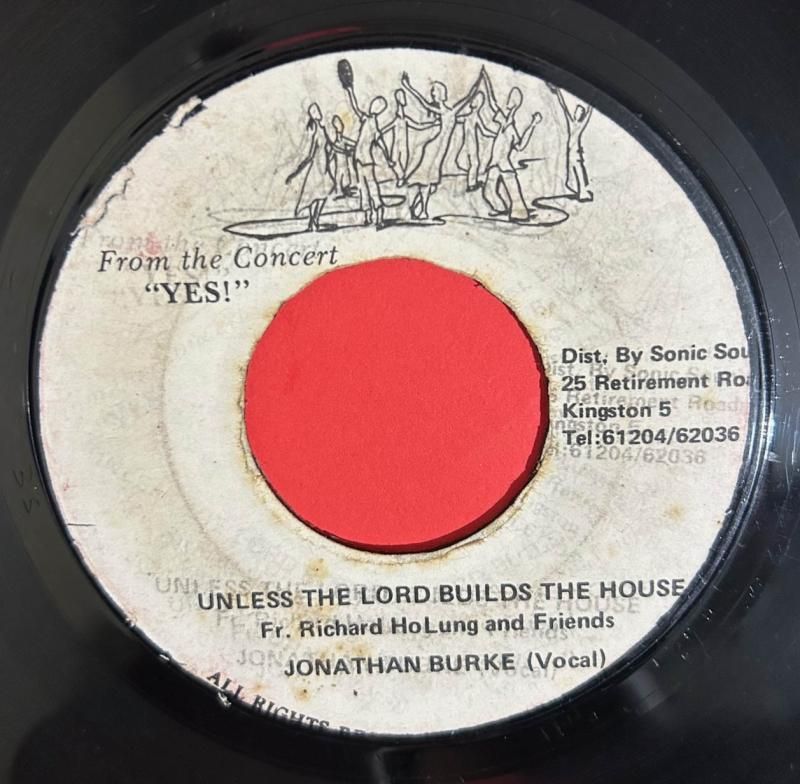 From the Concert
"YES!"
Dist. By Sonic Sou
25 Retirement Roa
Kingston 5
Tel:61204/62036
UNLESS THE LORD BUILDS THE HOUSE
Fr. Richard HoLung and Friends
JONATHAN BURKE (Vocal)
ALL RIGHTS RE